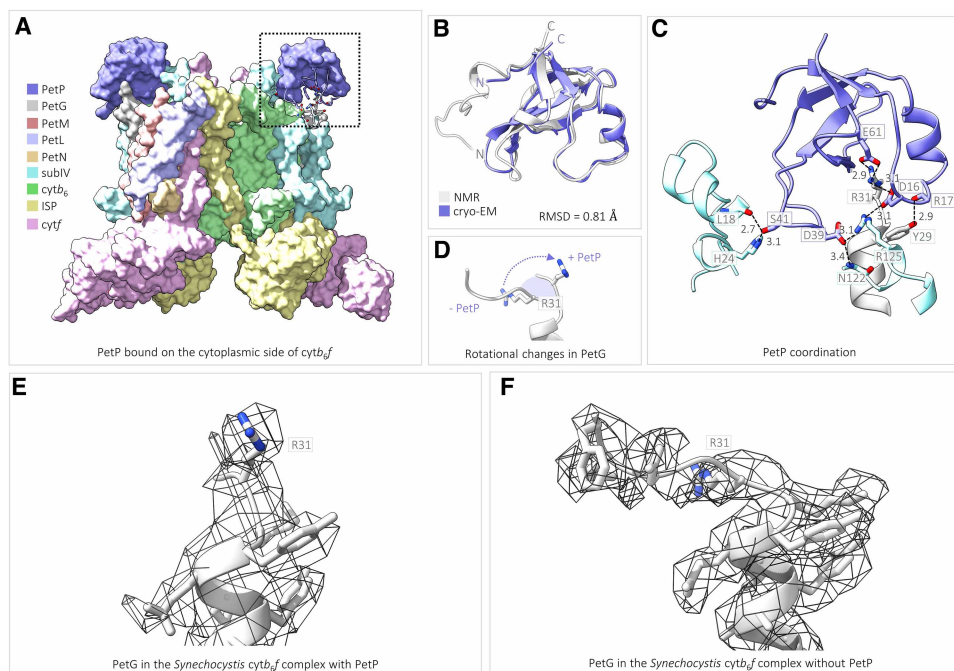 A
PetP
PetG
PetM
PetL
PetN
subIV
cytb₆
ISP
cytf
PetP bound on the cytoplasmic side of cytb₆f
B
C
C
N
N
NMR
cryo-EM
RMSD = 0.81 Å
D
+ PetP
- PetP
R31
Rotational changes in PetG
C
E61
2.9
3.1
D16
R31
R17
L18
S41
3.1
2.9
2.7
3.1
D39
3.1
Y29
H24
R125
3.4
N122
PetP coordination
E
R31
PetG in the Synechocystis cytb₆f complex with PetP
F
R31
PetG in the Synechocystis cytb₆f complex without PetP